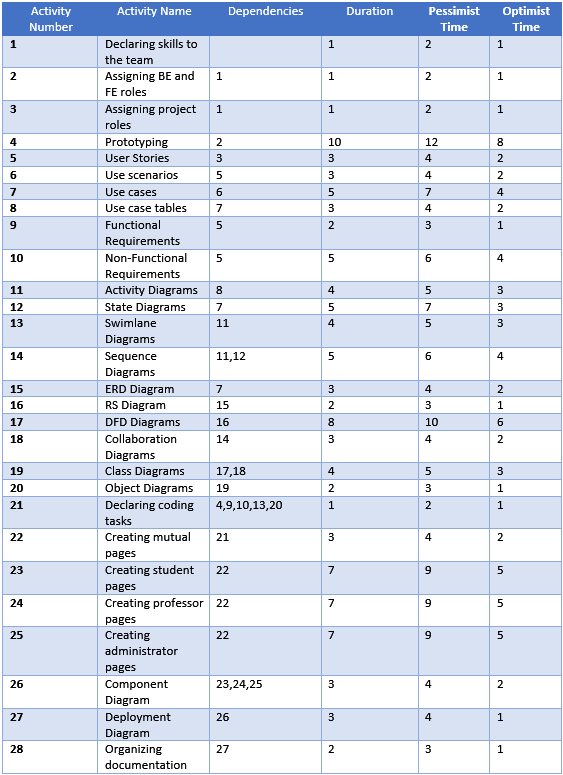 Activity Number Activity Name Dependencies Duration Pessimist Time Optimist Time
1 Declaring skills to the team 1 2 1
2 Assigning BE and FE roles 1 1 2 1
3 Assigning project roles 1 1 2 1
4 Prototyping 2 10 12 8
5 User Stories 3 3 4 2
6 Use scenarios 5 3 4 2
7 Use cases 6 5 7 4
8 Use case tables 7 3 4 2
9 Functional Requirements 5 2 3 1
10 Non-Functional Requirements 5 5 6 4
11 Activity Diagrams 8 4 5 3
12 State Diagrams 7 5 7 3
13 Swimlane Diagrams 11 4 5 3
14 Sequence Diagrams 11,12 5 6 4
15 ERD Diagram 7 3 4 2
16 RS Diagram 15 2 3 1
17 DFD Diagrams 16 8 10 6
18 Collaboration Diagrams 14 3 4 2
19 Class Diagrams 17,18 4 5 3
20 Object Diagrams 19 2 3 1
21 Declaring coding tasks 4,9,10,13,20 1 2 1
22 Creating mutual pages 21 3 4 2
23 Creating student pages 22 7 9 5
24 Creating professor pages 22 7 9 5
25 Creating administrator pages 22 7 9 5
26 Component Diagram 23,24,25 3 4 2
27 Deployment Diagram 26 3 4 1
28 Organizing documentation 27 2 3 1